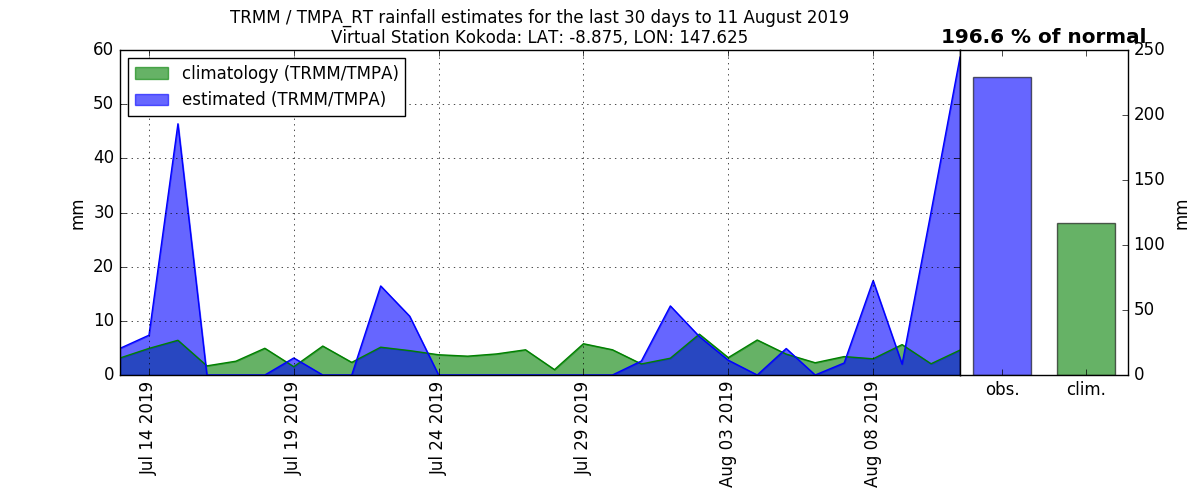 TRMM / TMPA_RT rainfall estimates for the last 30 days to 11 August 2019
Virtual Station Kokoda: LAT: -8.875, LON: 147.625
196.6 % of normal
climatology (TRMM/TMPA)
estimated (TRMM/TMPA)
60
50
40
30
20
10
0
mm
Jul 14 2019
Jul 19 2019
Jul 24 2019
Jul 29 2019
Aug 03 2019
Aug 08 2019
250
200
150
100
50
0
mm
obs.
clim.